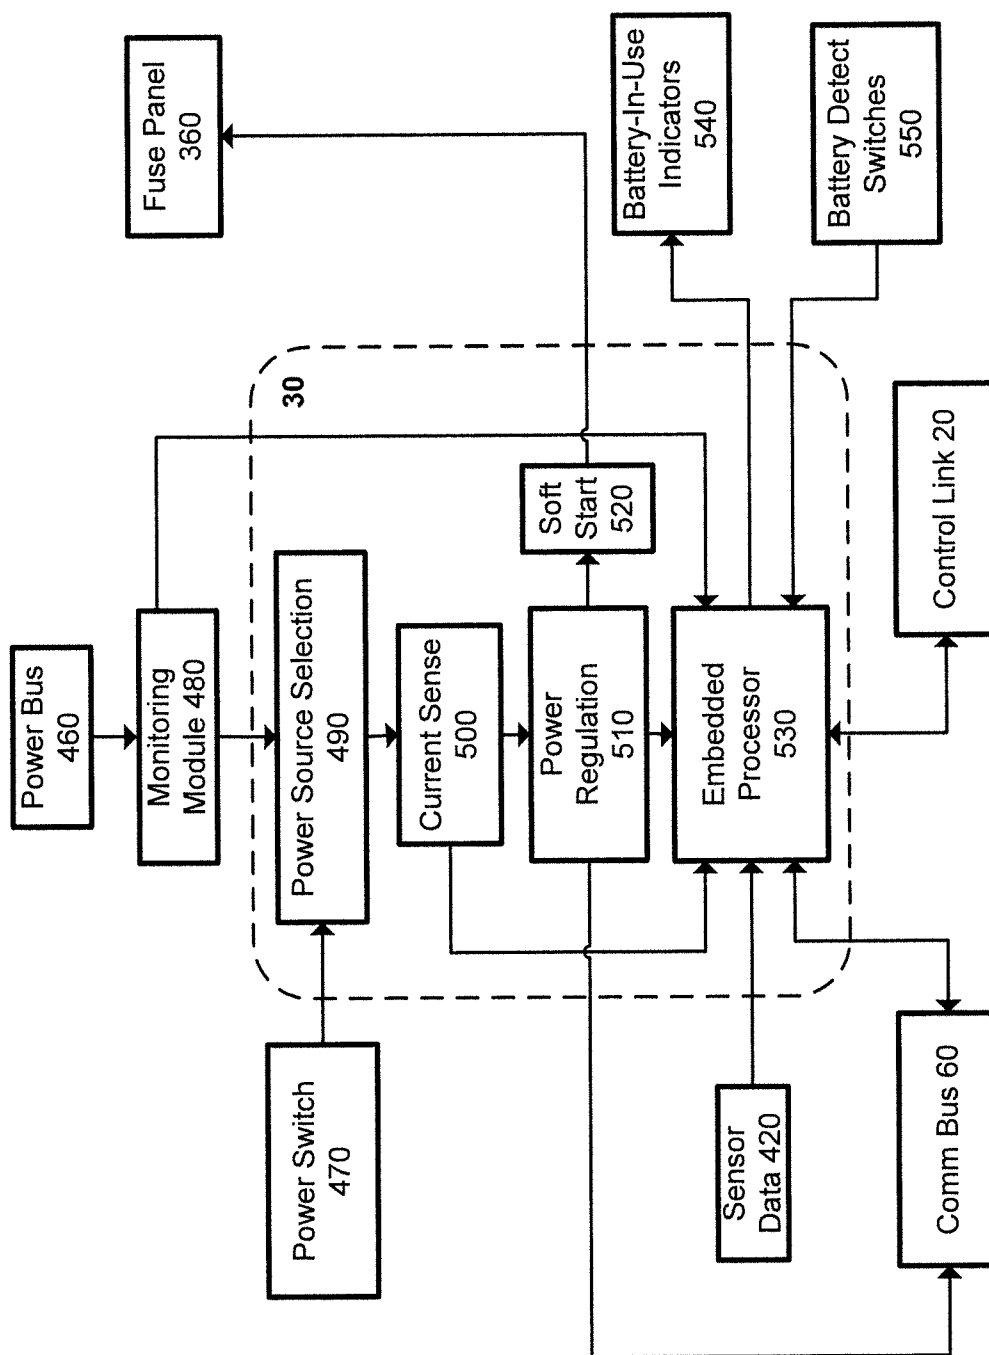 Power Bus
460
Monitoring
Module 480
30
Power Switch
470
Power Source Selection
490
Current Sense
500
Power
Regulation
510
Soft
Start
520
Fuse Panel
360
Embedded
Processor
530
Sensor
Data 420
Battery-In-Use
Indicators
540
Battery Detect
Switches
550
Comm Bus 60
Control Link 20